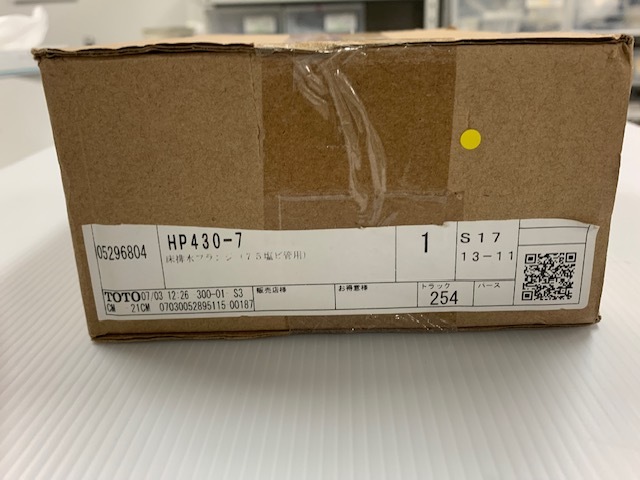 05296804
HP430-7
床排水フランジ(75塩ビ管用)
1
S17
13-11
TOTO 07/03 12:26 300-01 S3
CM 21CM 07030052895115-00187
販売店様
お得意様
トラック
254
バース